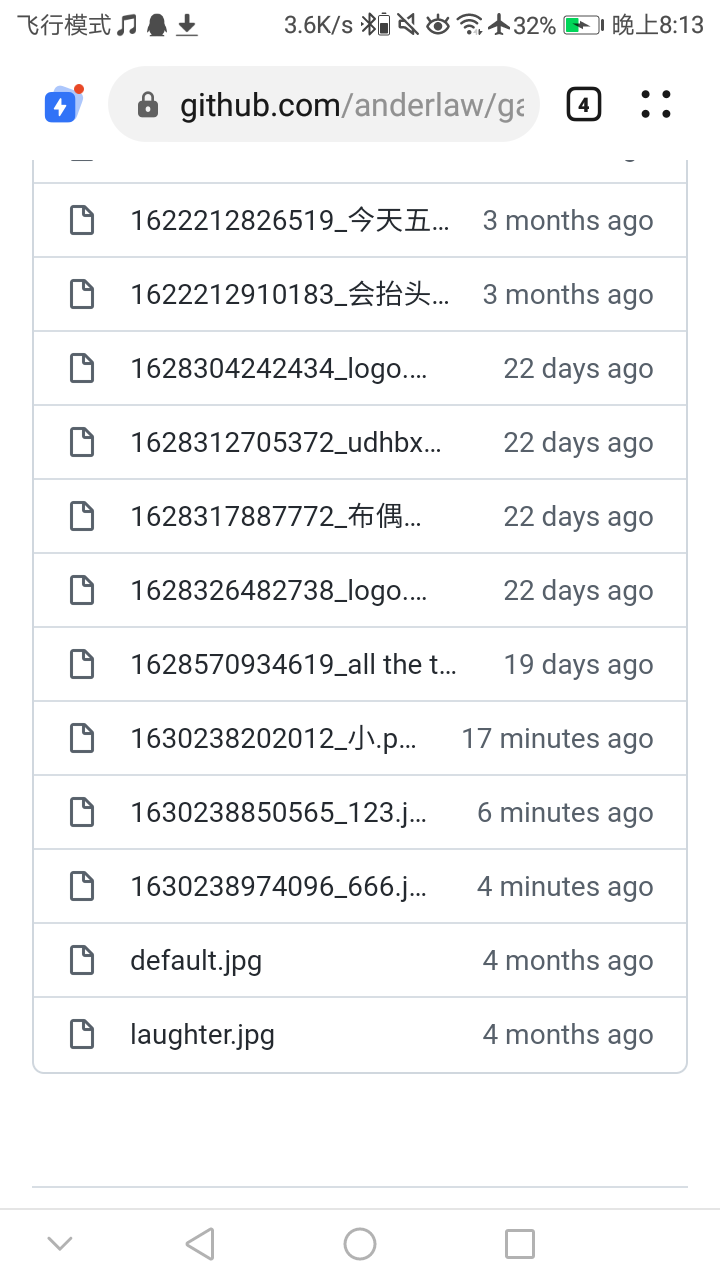 飞行模式 3.6K/s 32% 晚上8:13
github.com/anderlaw/ga
4
1622212826519_今天五... 3 months ago
1622212910183_会抬头... 3 months ago
1628304242434_logo.... 22 days ago
1628312705372_udhbx... 22 days ago
1628317887772_布偶... 22 days ago
1628326482738_logo.... 22 days ago
1628570934619_all the t... 19 days ago
1630238202012_小.p... 17 minutes ago
1630238850565_123.j... 6 minutes ago
1630238974096_666.j... 4 minutes ago
default.jpg 4 months ago
laughter.jpg 4 months ago